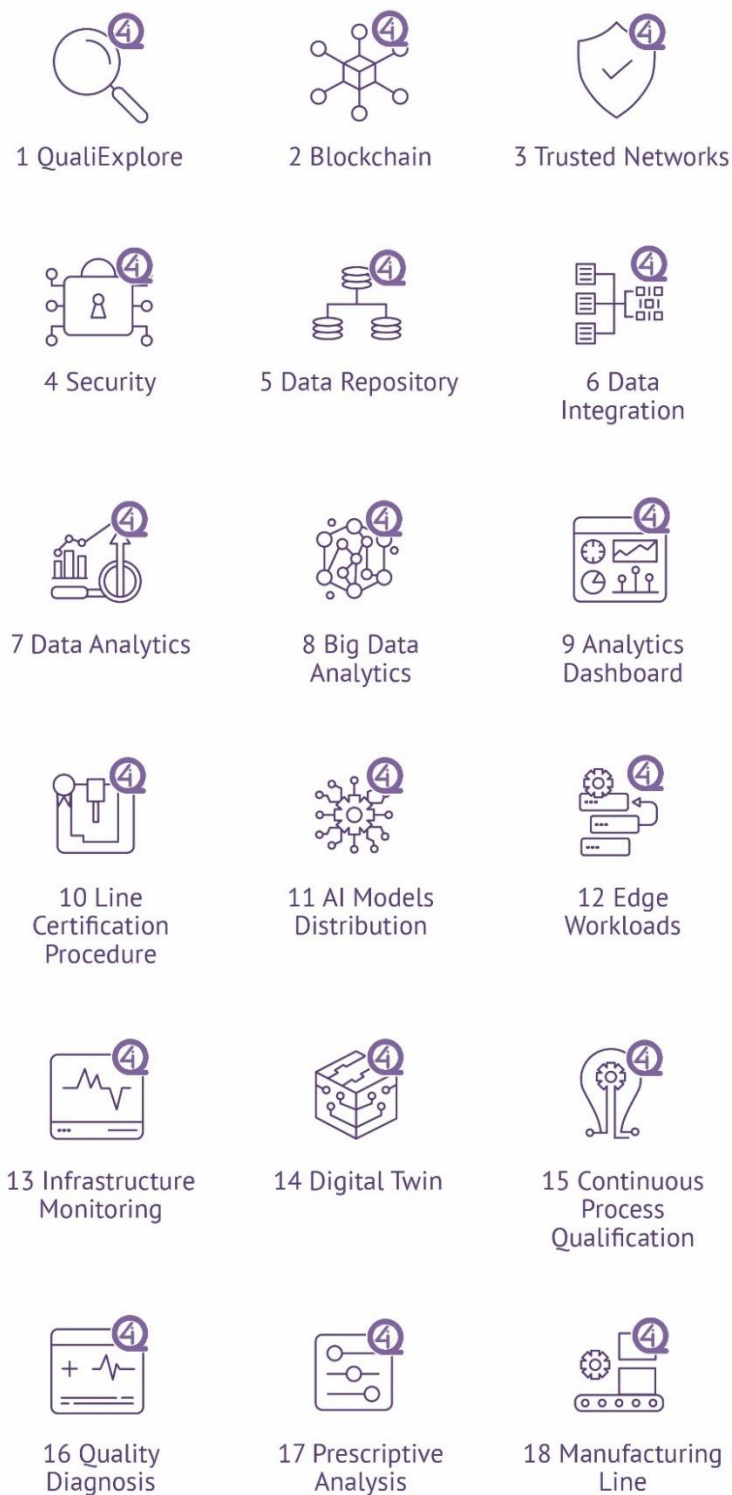 1 QualiExplore
2 Blockchain
3 Trusted Networks
4 Security
5 Data Repository
6 Data
Integration
7 Data Analytics
8 Big Data
Analytics
9 Analytics
Dashboard
10 Line
Certification
Procedure
11 AI Models
Distribution
12 Edge
Workloads
13 Infrastructure
Monitoring
14 Digital Twin
15 Continuous
Process
Qualification
16 Quality
Diagnosis
17 Prescriptive
Analysis
18 Manufacturing
Line